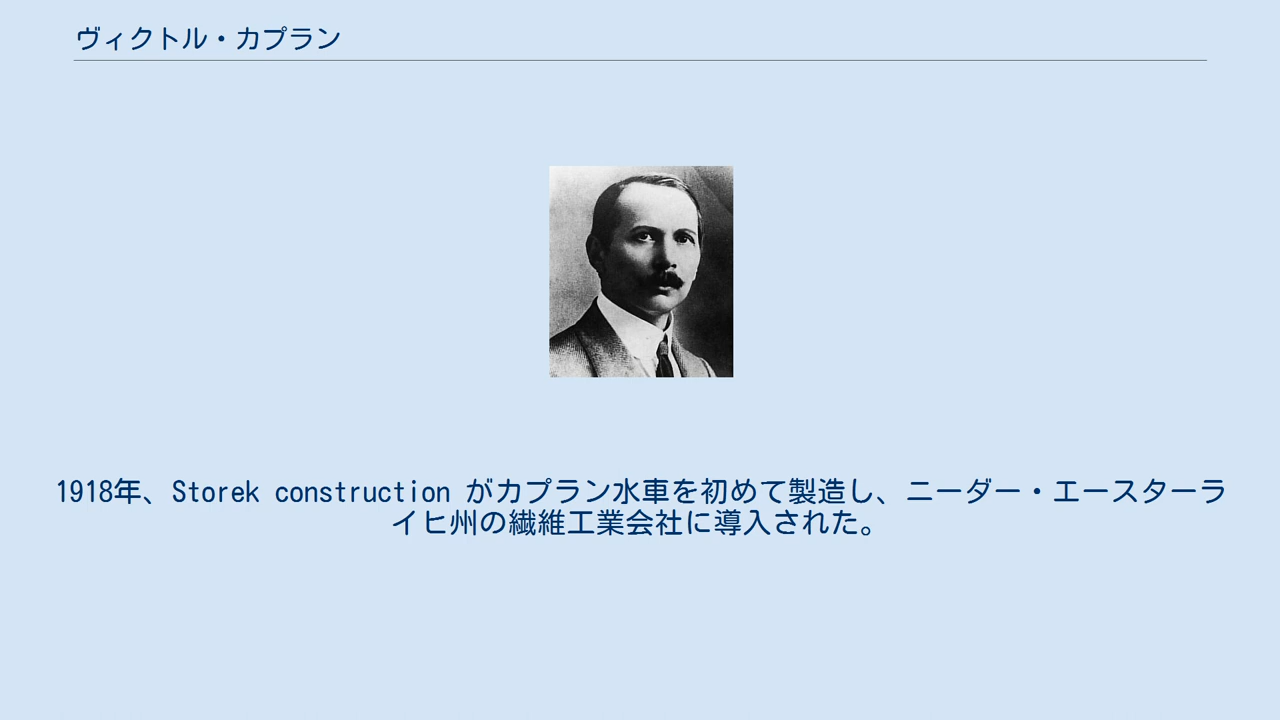 ヴィクトル・カプラン
1918年、Storek construction がカプラン水車を初めて製造し、ニーダー・エースターラ
イヒ州の繊維工業会社に導入された。